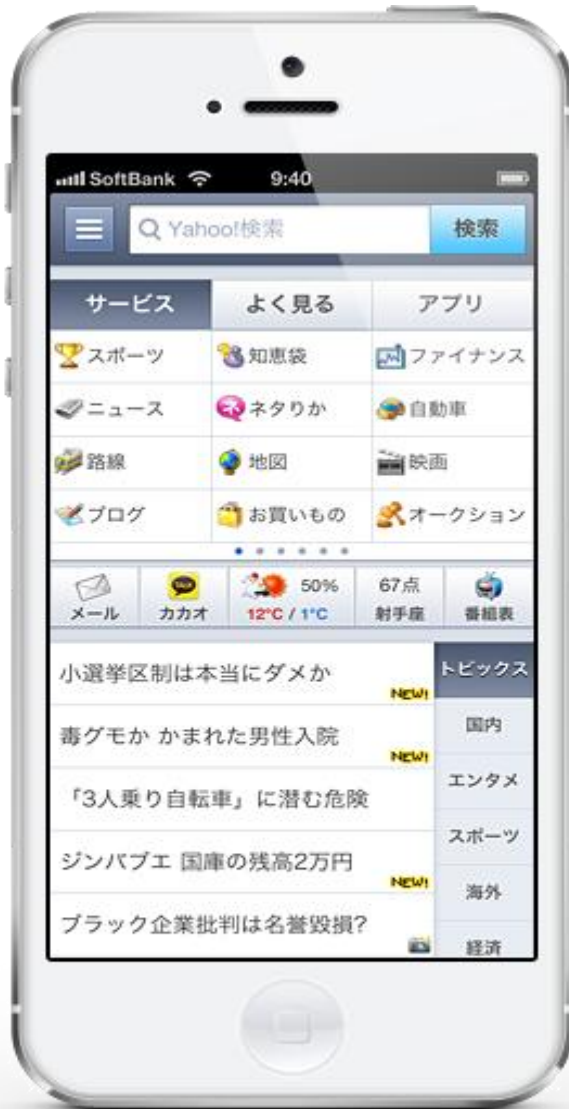 SoftBank 9:40
Yahoo!検索 検索
サービス よく見る アプリ
スポーツ 知恵袋 ファイナンス
ニュース ネタりか 自動車
路線 地図 映画
ブログ お買いもの オークション
メール カカオ 50% 12℃ / 1℃ 67点 射手座 番組表
小選挙区制は本当にダメか NEW!
毒グモか かまれた男性入院 NEW!
「3人乗り自転車」に潜む危険
ジンバブエ 国庫の残高2万円 NEW!
ブラック企業批判は名誉毀損?
トピックス
国内
エンタメ
スポーツ
海外
経済